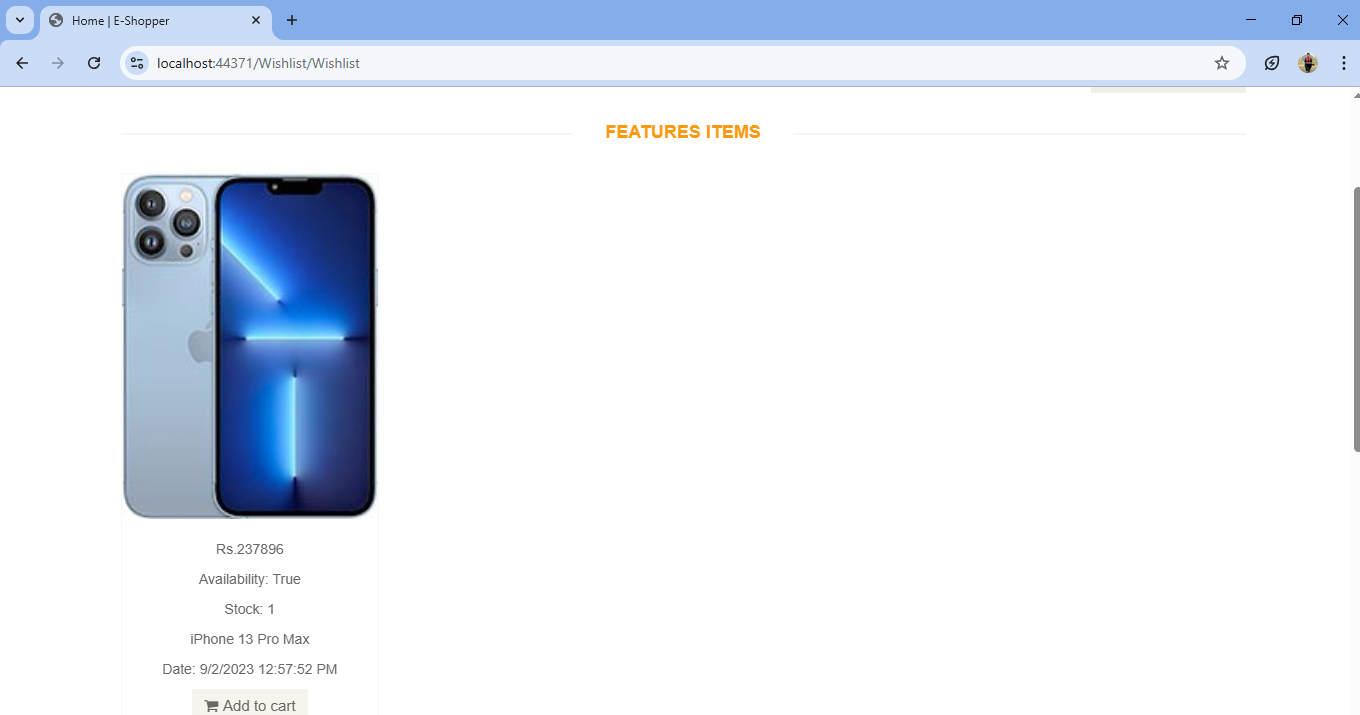 Home | E-Shopper
localhost:44371/Wishlist/Wishlist
FEATURES ITEMS
Rs.237896
Availability: True
Stock: 1
iPhone 13 Pro Max
Date: 9/2/2023 12:57:52 PM
Add to cart